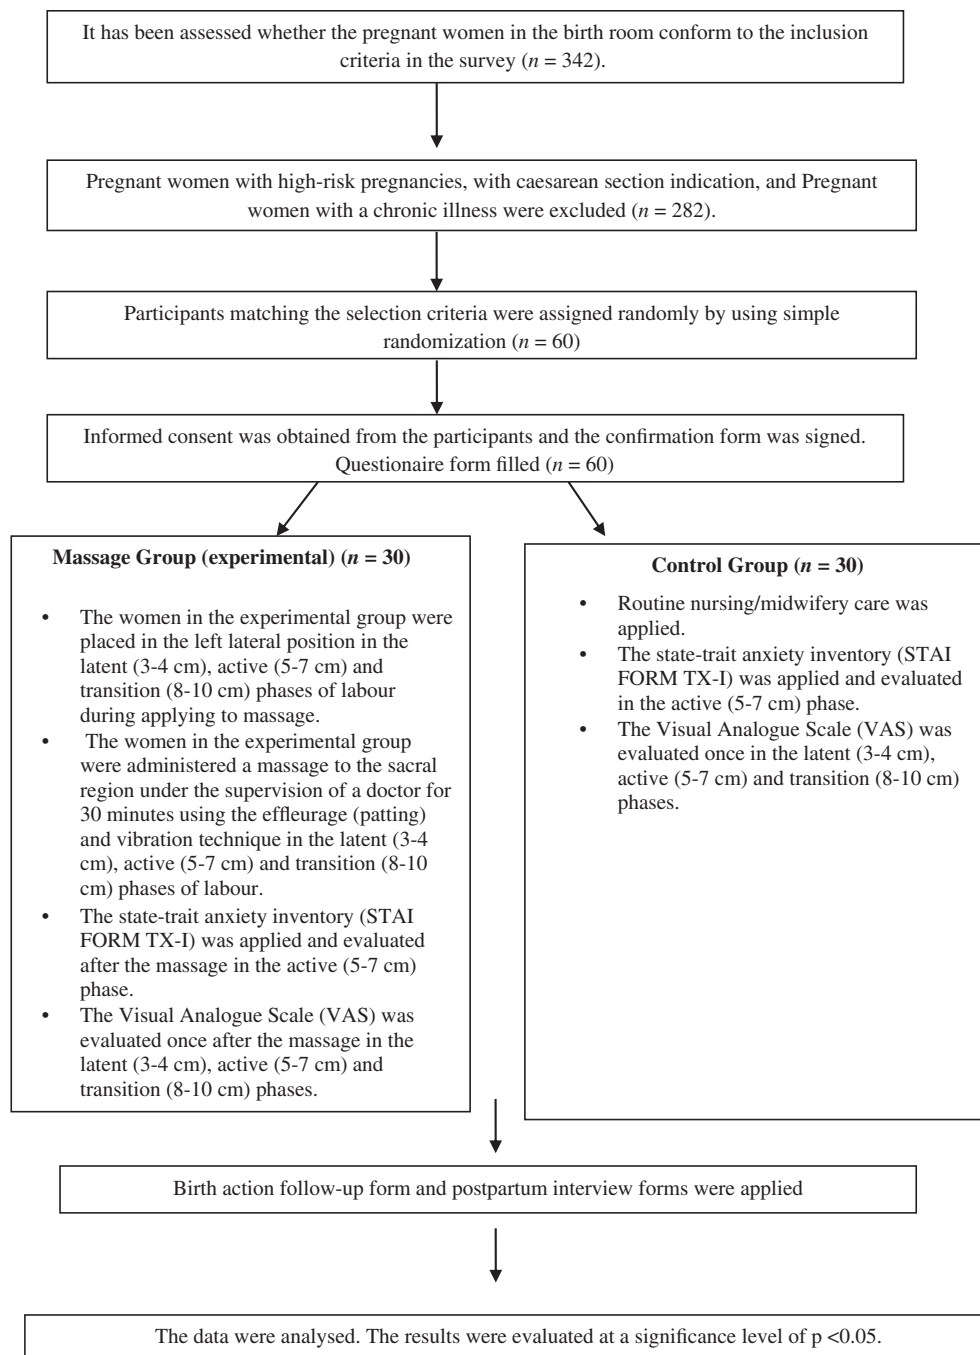 It has been assessed whether the pregnant women in the birth room conform to the inclusion
criteria in the survey (n = 342).
Pregnant women with high-risk pregnancies, with caesarean section indication, and Pregnant
women with a chronic illness were excluded (n = 282).
Participants matching the selection criteria were assigned randomly by using simple
randomization (n = 60)
Informed consent was obtained from the participants and the confirmation form was signed.
Questionaire form filled (n = 60)
Massage Group (experimental) (n = 30)
• The women in the experimental group were
placed in the left lateral position in the
latent (3-4 cm), active (5-7 cm) and
transition (8-10 cm) phases of labour
during applying to massage.
• The women in the experimental group
were administered a massage to the sacral
region under the supervision of a doctor for
30 minutes using the effleurage (patting)
and vibration technique in the latent (3-4
cm), active (5-7 cm) and transition (8-10
cm) phases of labour.
• The state-trait anxiety inventory (STAI
FORM TX-I) was applied and evaluated
after the massage in the active (5-7 cm)
phase.
• The Visual Analogue Scale (VAS) was
evaluated once after the massage in the
latent (3-4 cm), active (5-7 cm) and
transition (8-10 cm) phases.
Control Group (n = 30)
• Routine nursing/midwifery care was
applied.
• The state-trait anxiety inventory (STAI
FORM TX-I) was applied and evaluated
in the active (5-7 cm) phase.
• The Visual Analogue Scale (VAS) was
evaluated once in the latent (3-4 cm),
active (5-7 cm) and transition (8-10 cm)
phases.
Birth action follow-up form and postpartum interview forms were applied
The data were analysed. The results were evaluated at a significance level of p <0.05.